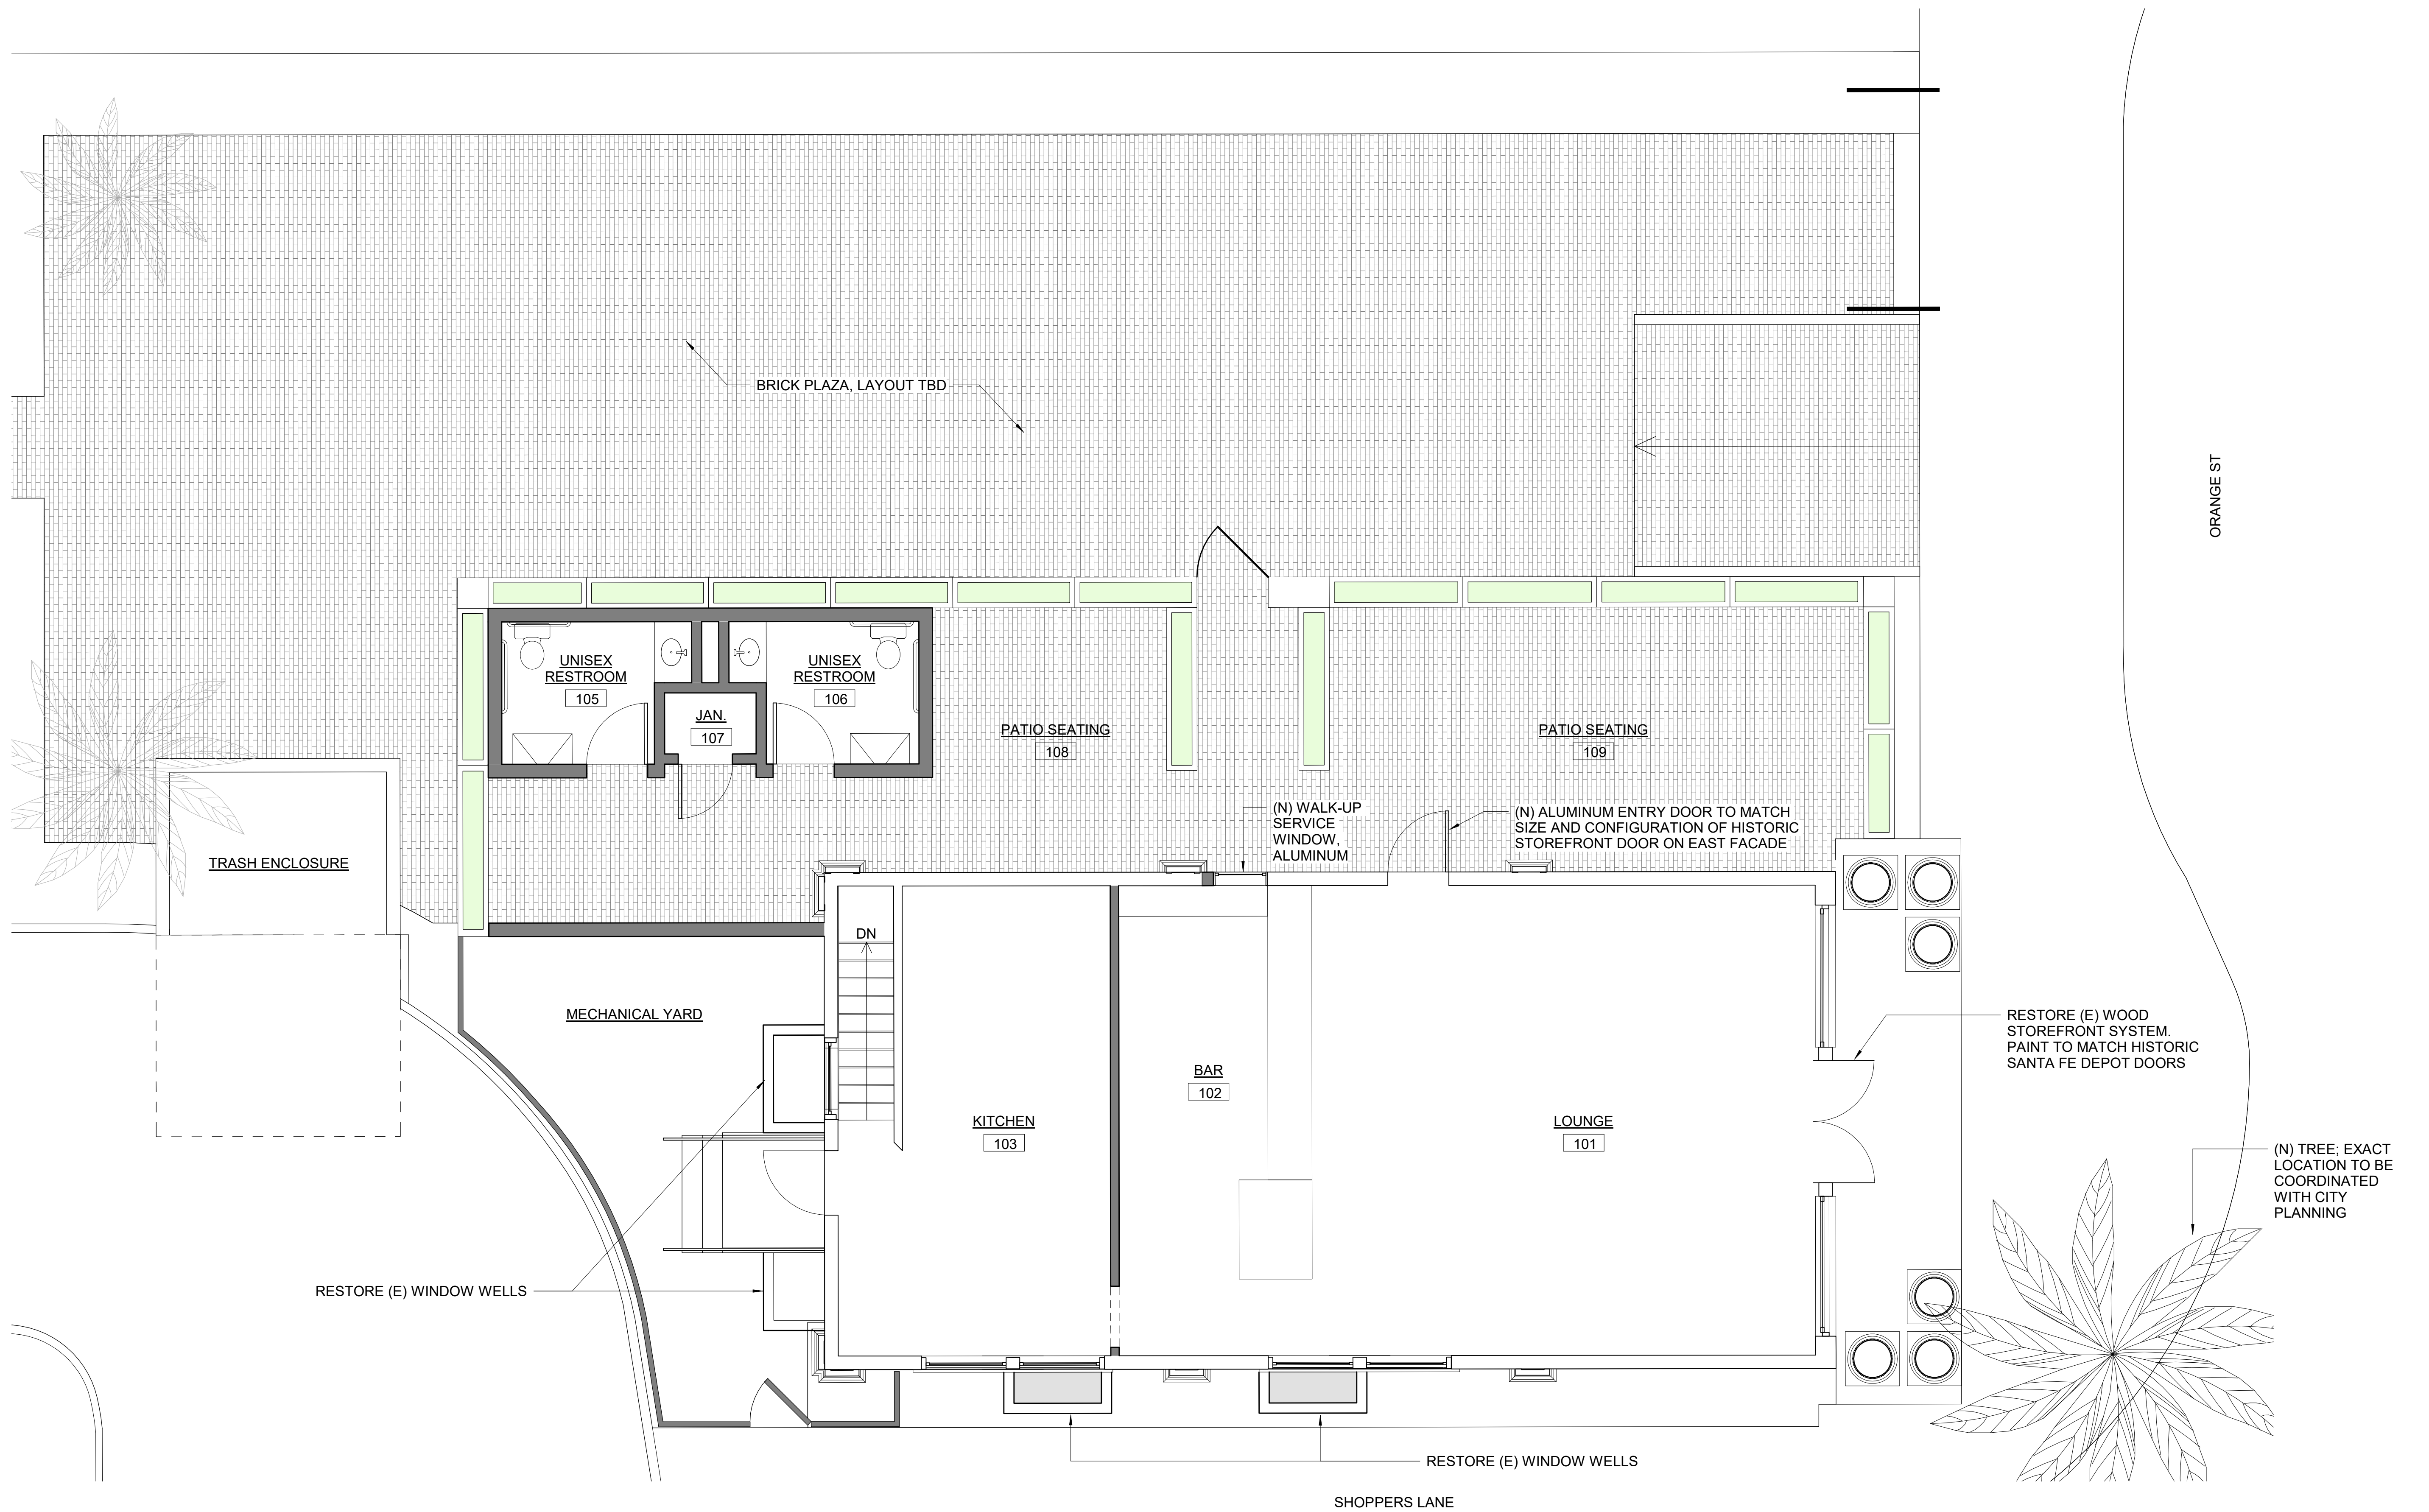 BRICK PLAZA, LAYOUT TBD
ORANGE ST
UNISEX
RESTROOM
105
UNISEX
RESTROOM
106
JAN.
107
PATIO SEATING
108
PATIO SEATING
109
(N) WALK-UP
SERVICE
WINDOW,
ALUMINUM
(N) ALUMINUM ENTRY DOOR TO MATCH
SIZE AND CONFIGURATION OF HISTORIC
STOREFRONT DOOR ON EAST FACADE
TRASH ENCLOSURE
DN
MECHANICAL YARD
RESTORE (E) WOOD
STOREFRONT SYSTEM.
PAINT TO MATCH HISTORIC
SANTA FE DEPOT DOORS
BAR
102
KITCHEN
103
LOUNGE
101
(N) TREE; EXACT
LOCATION TO BE
COORDINATED
WITH CITY
PLANNING
RESTORE (E) WINDOW WELLS
RESTORE (E) WINDOW WELLS
SHOPPERS LANE